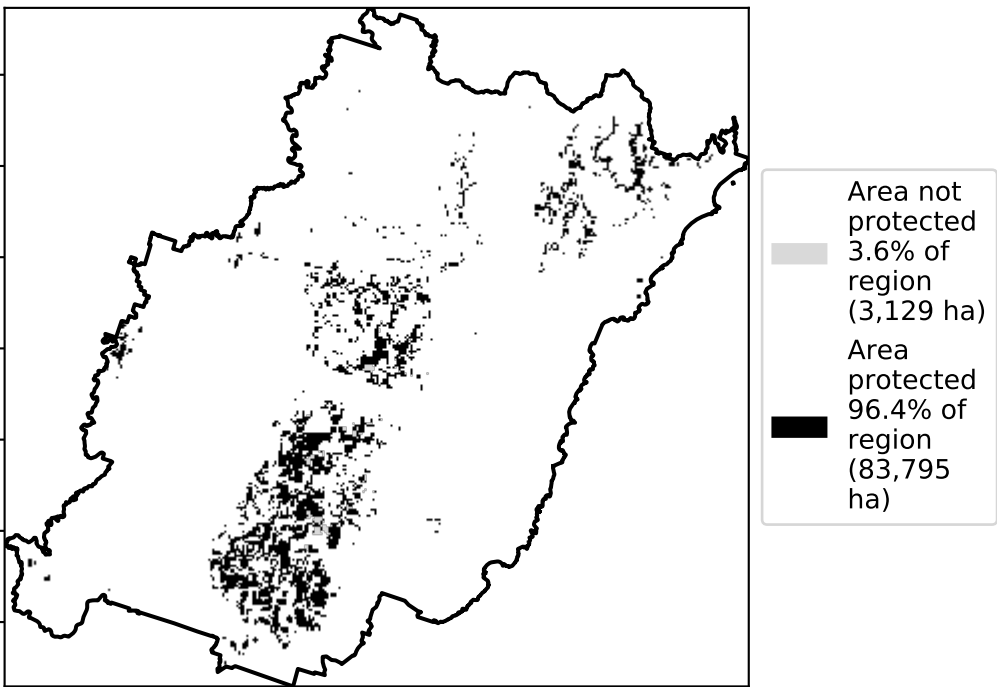 Area not
protected
3.6% of
region
(3,129 ha)
Area
protected
96.4% of
region
(83,795
ha)